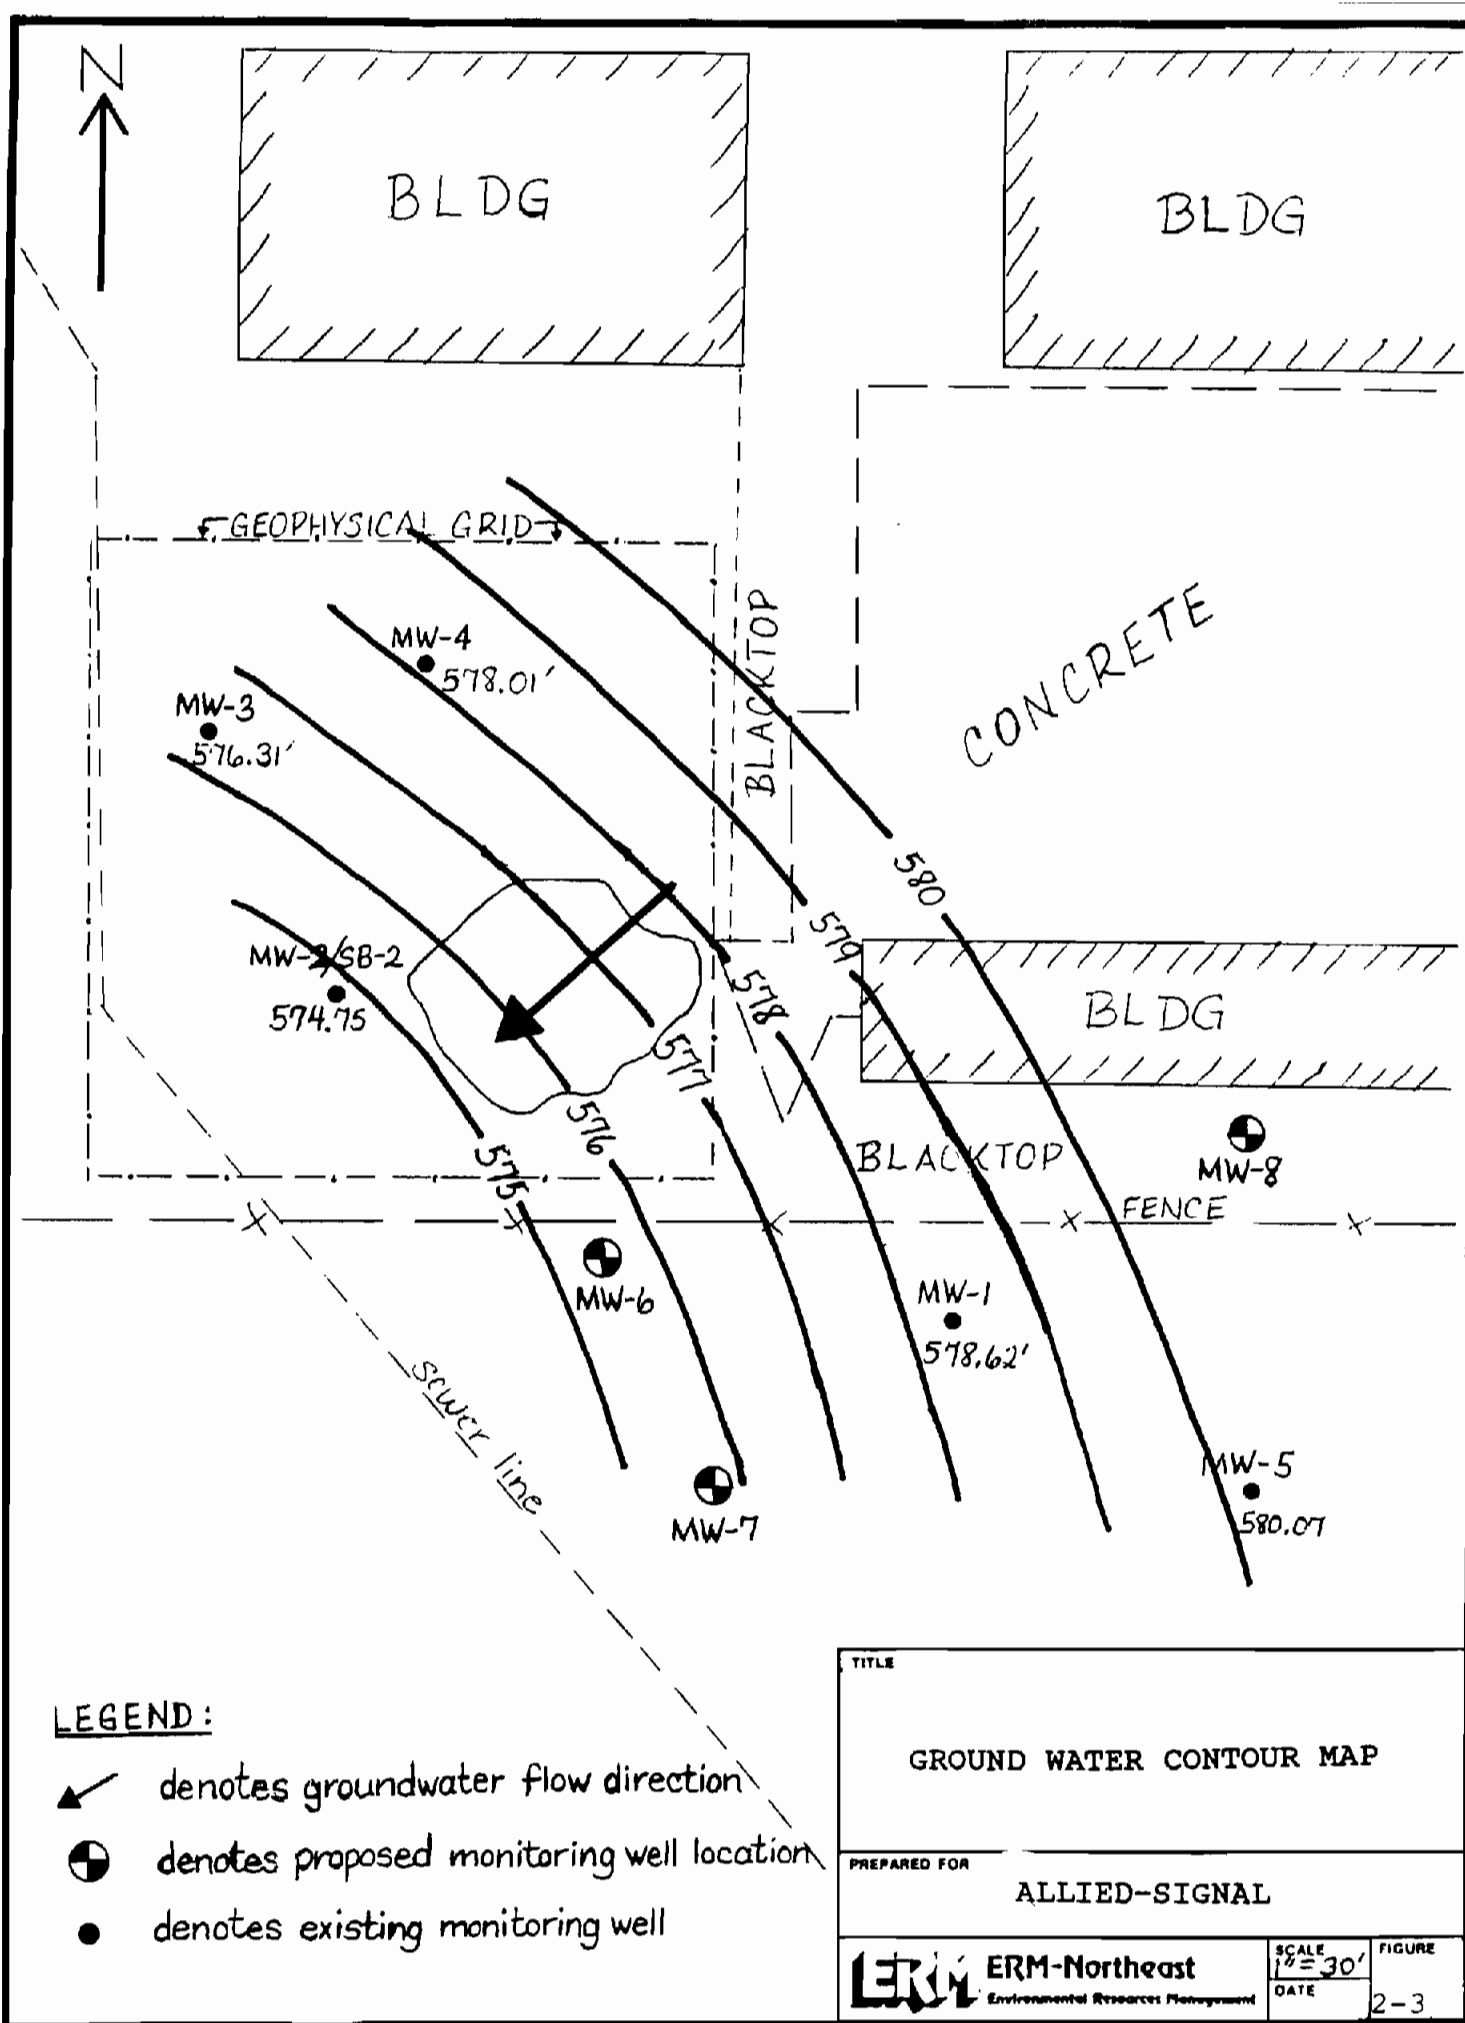 N
BLDG
BLDG
GEOPHYSICAL GRID
BLACKTOP
CONCRETE
MW-4
578.01'
MW-3
576.31'
580
579
MW-2/SB-2
574.75
578
BLDG
577
576
575
BLACKTOP
MW-8
FENCE
MW-6
MW-1
578.62'
sewer line
MW-5
580.07
MW-7
LEGEND:
denotes groundwater flow direction
denotes proposed monitoring well location
denotes existing monitoring well
TITLE
GROUND WATER CONTOUR MAP
PREPARED FOR
ALLIED-SIGNAL
ERM
ERM-Northeast
Environmental Resources Management
SCALE
1"=30'
DATE
FIGURE
2-3